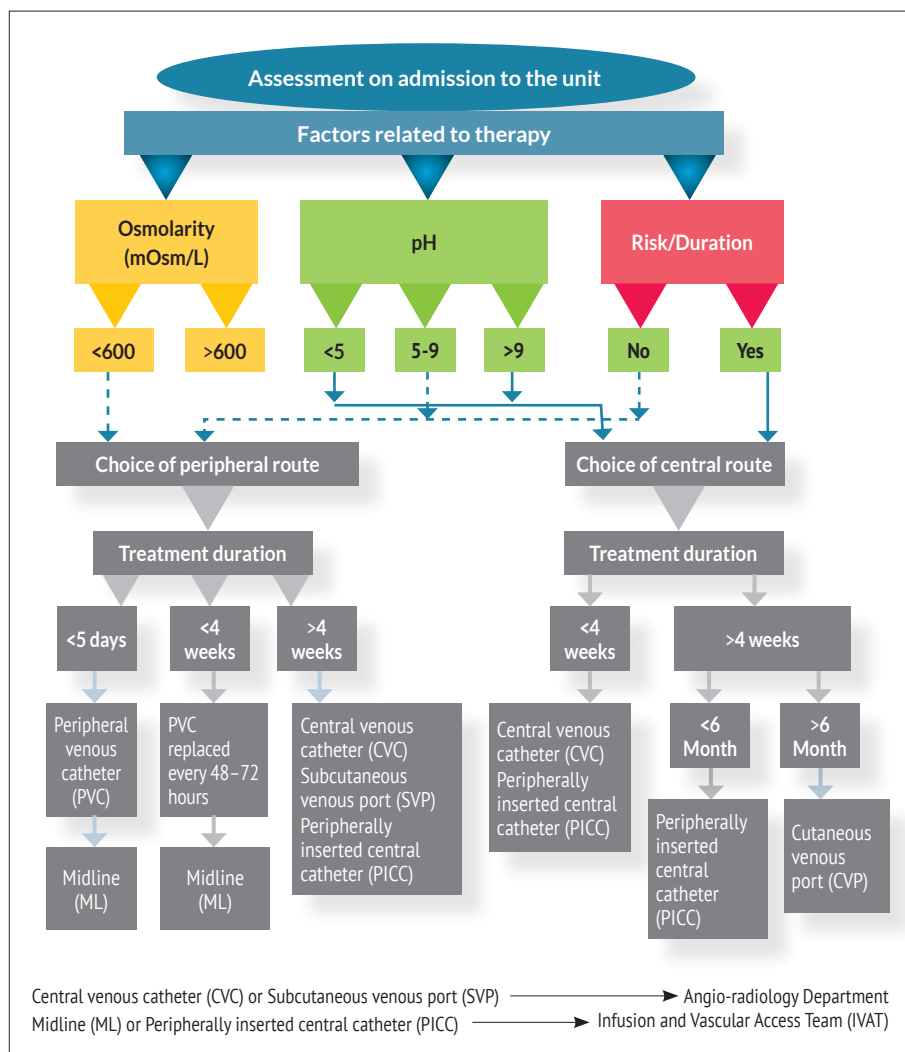 Assessment on admission to the unit
Factors related to therapy
Osmolarity
(mOsm/L)
pH
Risk/Duration
<600
>600
<5
5-9
>9
No
Yes
Choice of peripheral route
Choice of central route
Treatment duration
Treatment duration
<5 days
<4
weeks
>4
weeks
<4
weeks
>4 weeks
Peripheral
venous
catheter
(PVC)
PVC
replaced
every 48–72
hours
Central venous
catheter (CVC)
Subcutaneous
venous port (SVP)
Peripherally
inserted central
catheter (PICC)
Central venous
catheter (CVC)
Peripherally
inserted central
catheter (PICC)
<6
Month
>6
Month
Midline
(ML)
Midline
(ML)
Peripherally
inserted
central
catheter
(PICC)
Cutaneous
venous
port (CVP)
Central venous catheter (CVC) or Subcutaneous venous port (SVP) Angio-radiology Department
Midline (ML) or Peripherally inserted central catheter (PICC) Infusion and Vascular Access Team (IVAT)